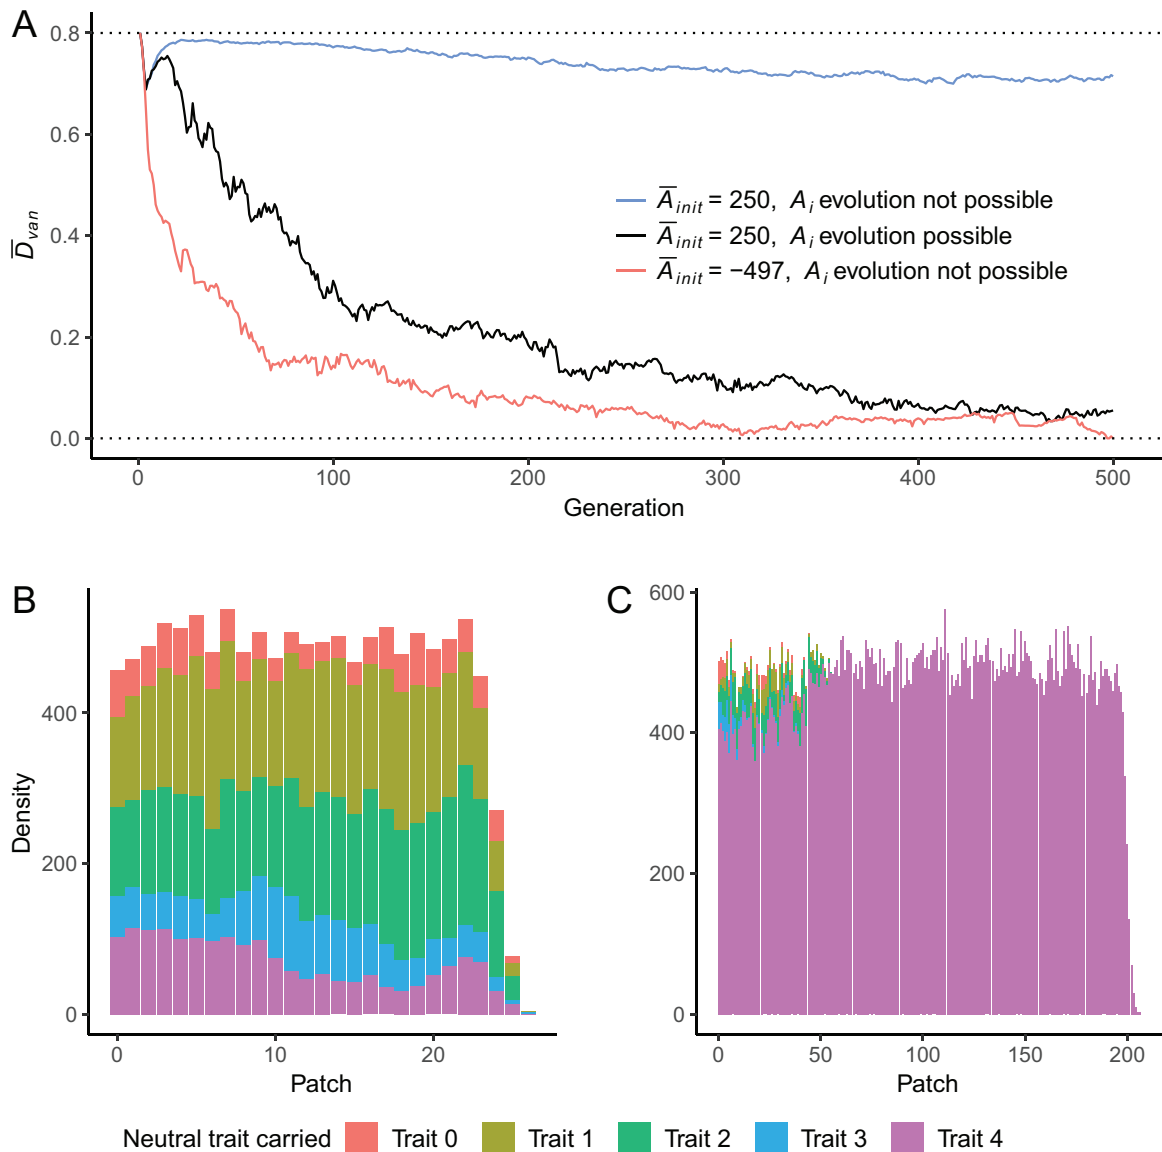 A
0.8
0.6
0.4
0.2
0.0
D̅van
A̅init = 250, Ai evolution not possible
A̅init = 250, Ai evolution possible
A̅init = −497, Ai evolution not possible
0 100 200 300 400 500
Generation
B
400
200
0
Density
0 10 20
Patch
C
600
400
200
0
0 50 100 150 200
Patch
Neutral trait carried Trait 0 Trait 1 Trait 2 Trait 3 Trait 4